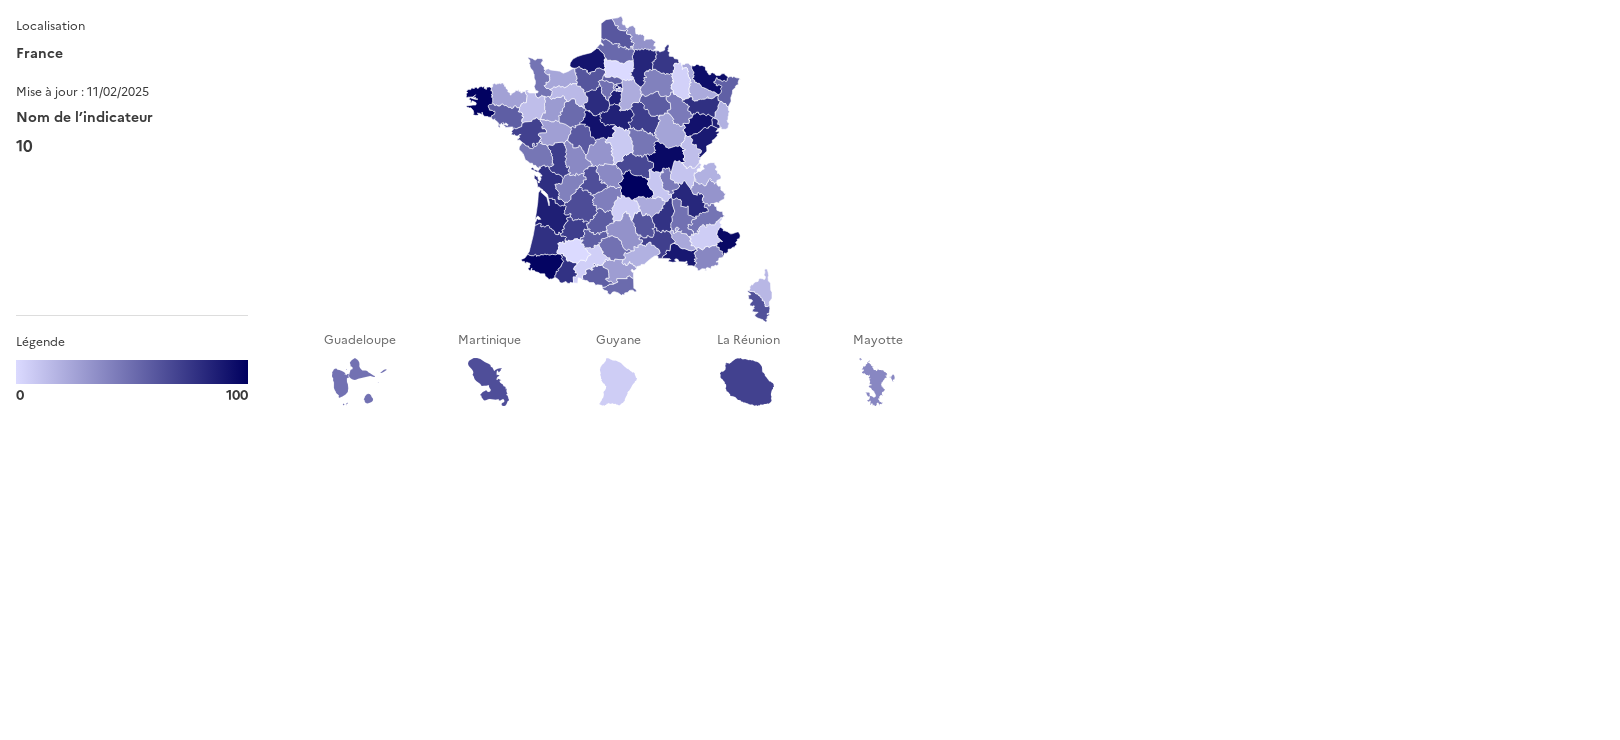 Localisation
France
Mise à jour : 11/02/2025
Nom de l’indicateur
10
Légende
0 100
Guadeloupe Martinique Guyane La Réunion Mayotte